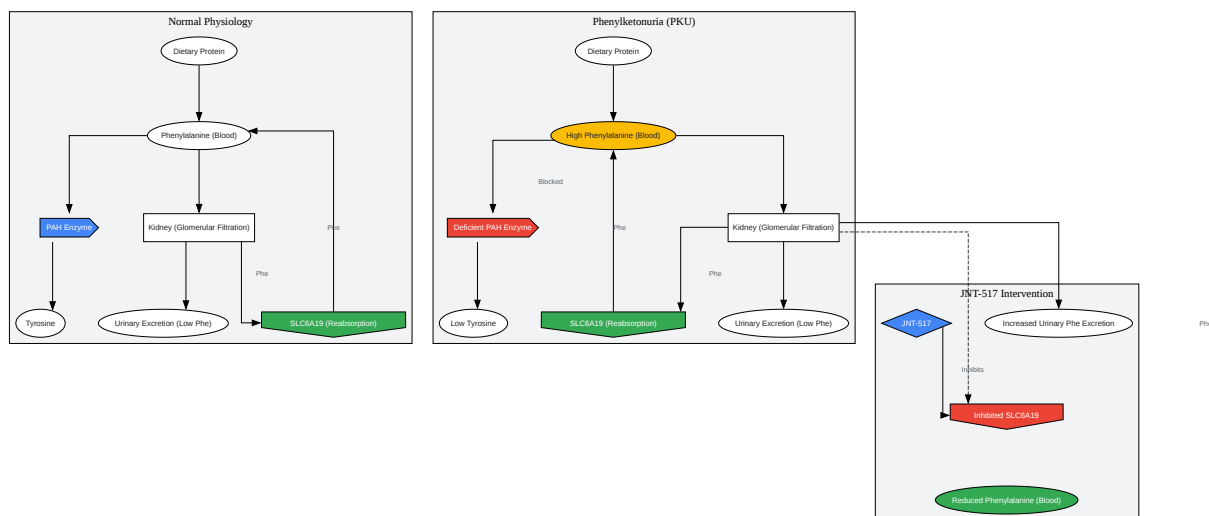 Normal Physiology
Dietary Protein
Phenylalanine (Blood)
PAH Enzyme
Kidney (Glomerular Filtration)
Phe
Phe
Tyrosine
Urinary Excretion (Low Phe)
SLC6A19 (Reabsorption)
Phenylketonuria (PKU)
Dietary Protein
High Phenylalanine (Blood)
Blocked
Deficient PAH Enzyme
Phe
Kidney (Glomerular Filtration)
Phe
Low Tyrosine
SLC6A19 (Reabsorption)
Urinary Excretion (Low Phe)
JNT-517 Intervention
JNT-517
Increased Urinary Phe Excretion
Inhibits
Inhibited SLC6A19
Reduced Phenylalanine (Blood)